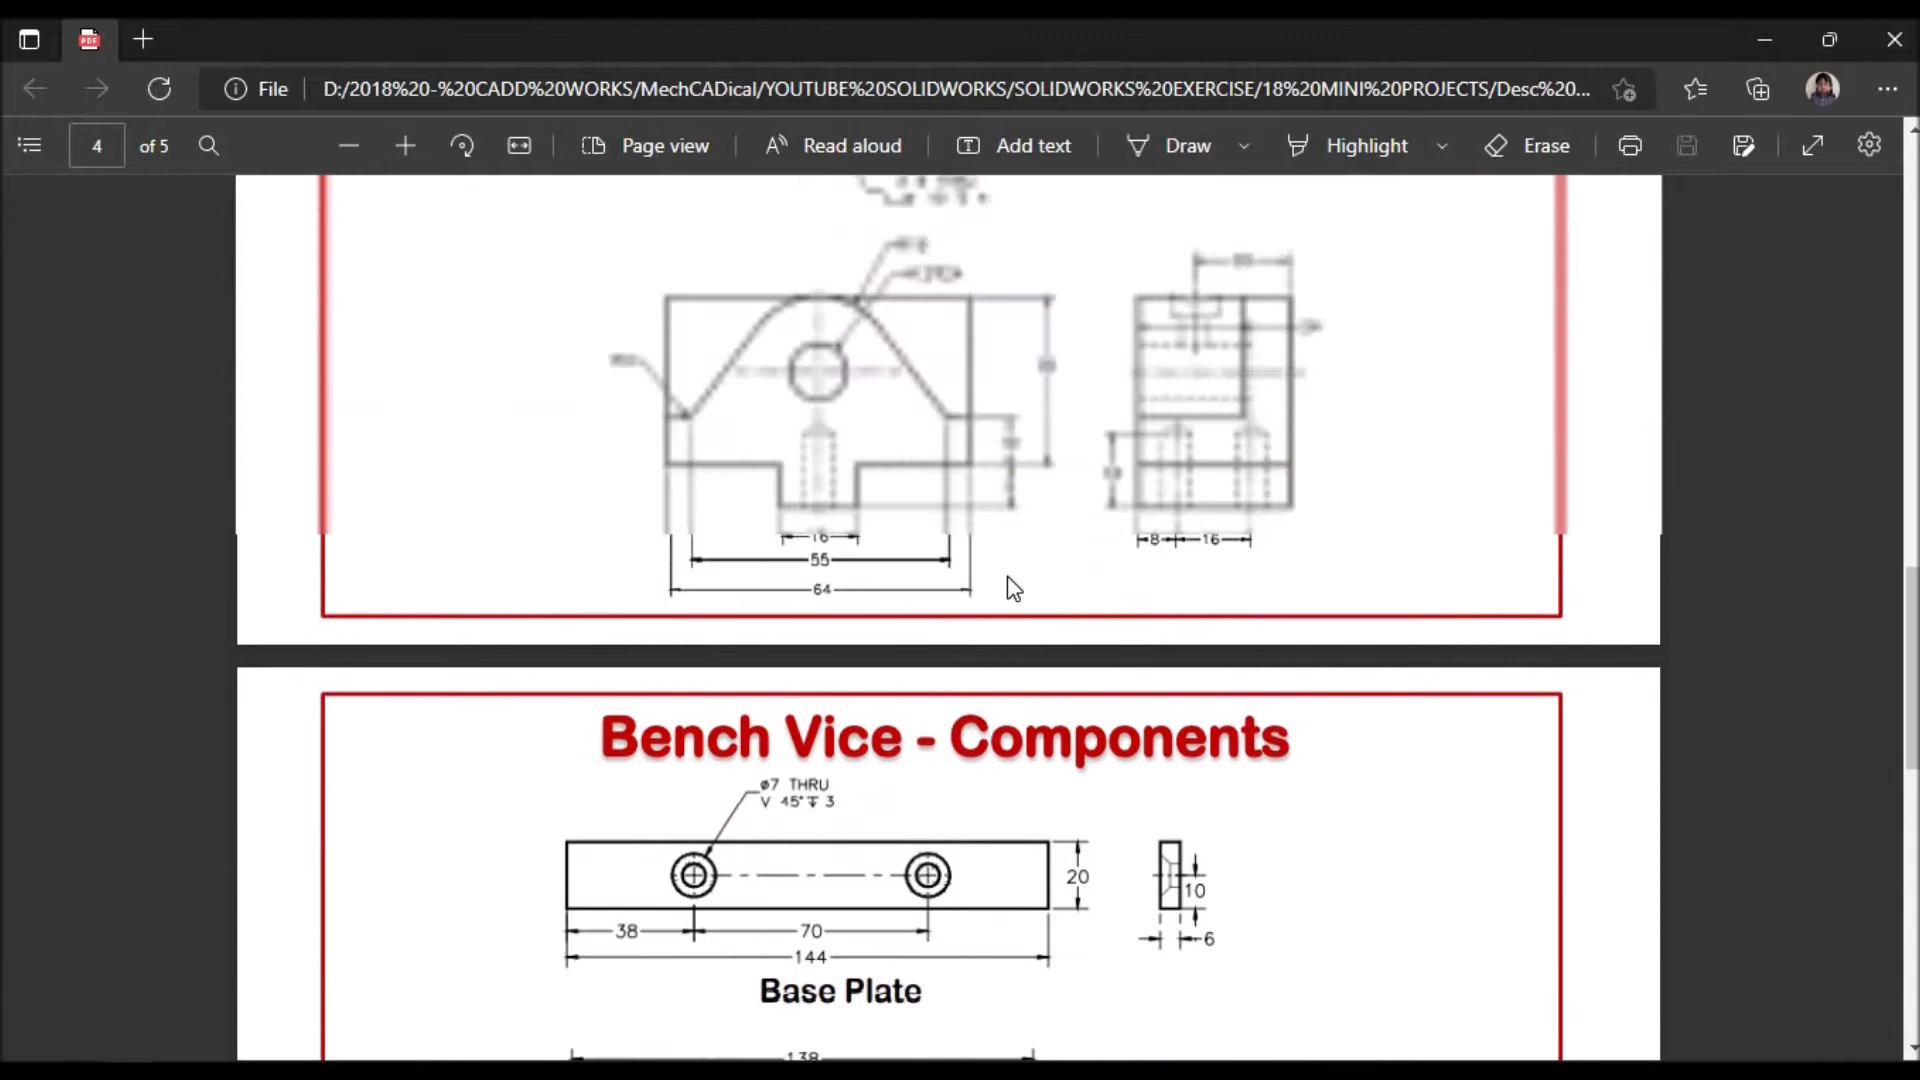 File D:/2018%20-%20CADD%20WORKS/MechCADical/YOUTUBE%20SOLIDWORKS/SOLIDWORKS%20EXERCISE/18%20MINI%20PROJECTS/Desc%20...
4 of 5 Page view Read aloud Add text Draw Highlight Erase
16
55
64
8 16
Bench Vice - Components
ø7 THRU
V 45° ↧ 3
20
10
38 70
6
144
Base Plate
138